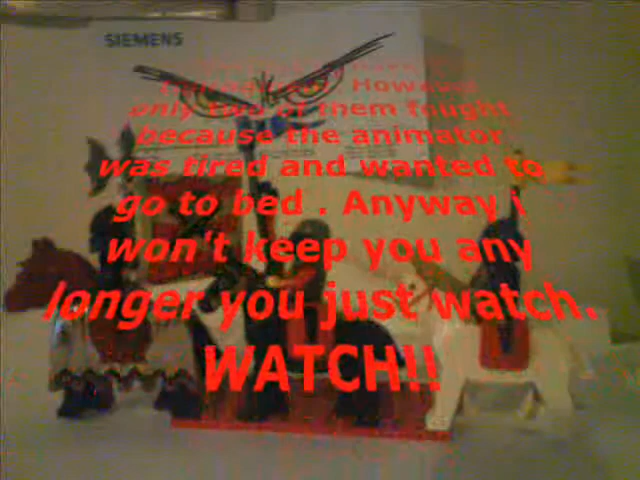 SIEMENS
However
only two of them fought
because the animator
was tired and wanted to
go to bed . Anyway i
won't keep you any
longer you just watch.
WATCH!!